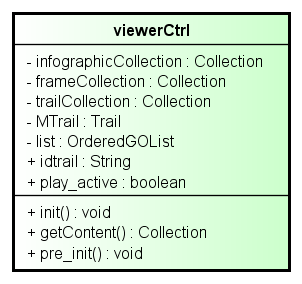 viewerCtrl
- infographicCollection : Collection
- frameCollection : Collection
- trailCollection : Collection
- MTrail : Trail
- list : OrderedGOList
+ idtrail : String
+ play_active : boolean
+ init() : void
+ getContent() : Collection
+ pre_init() : void